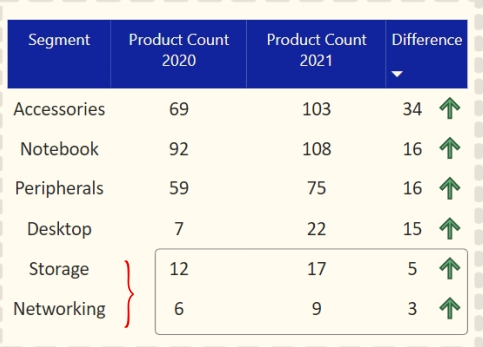 Segment Product Count 2020 Product Count 2021 Difference
Accessories 69 103 34
Notebook 92 108 16
Peripherals 59 75 16
Desktop 7 22 15
Storage 12 17 5
Networking 6 9 3